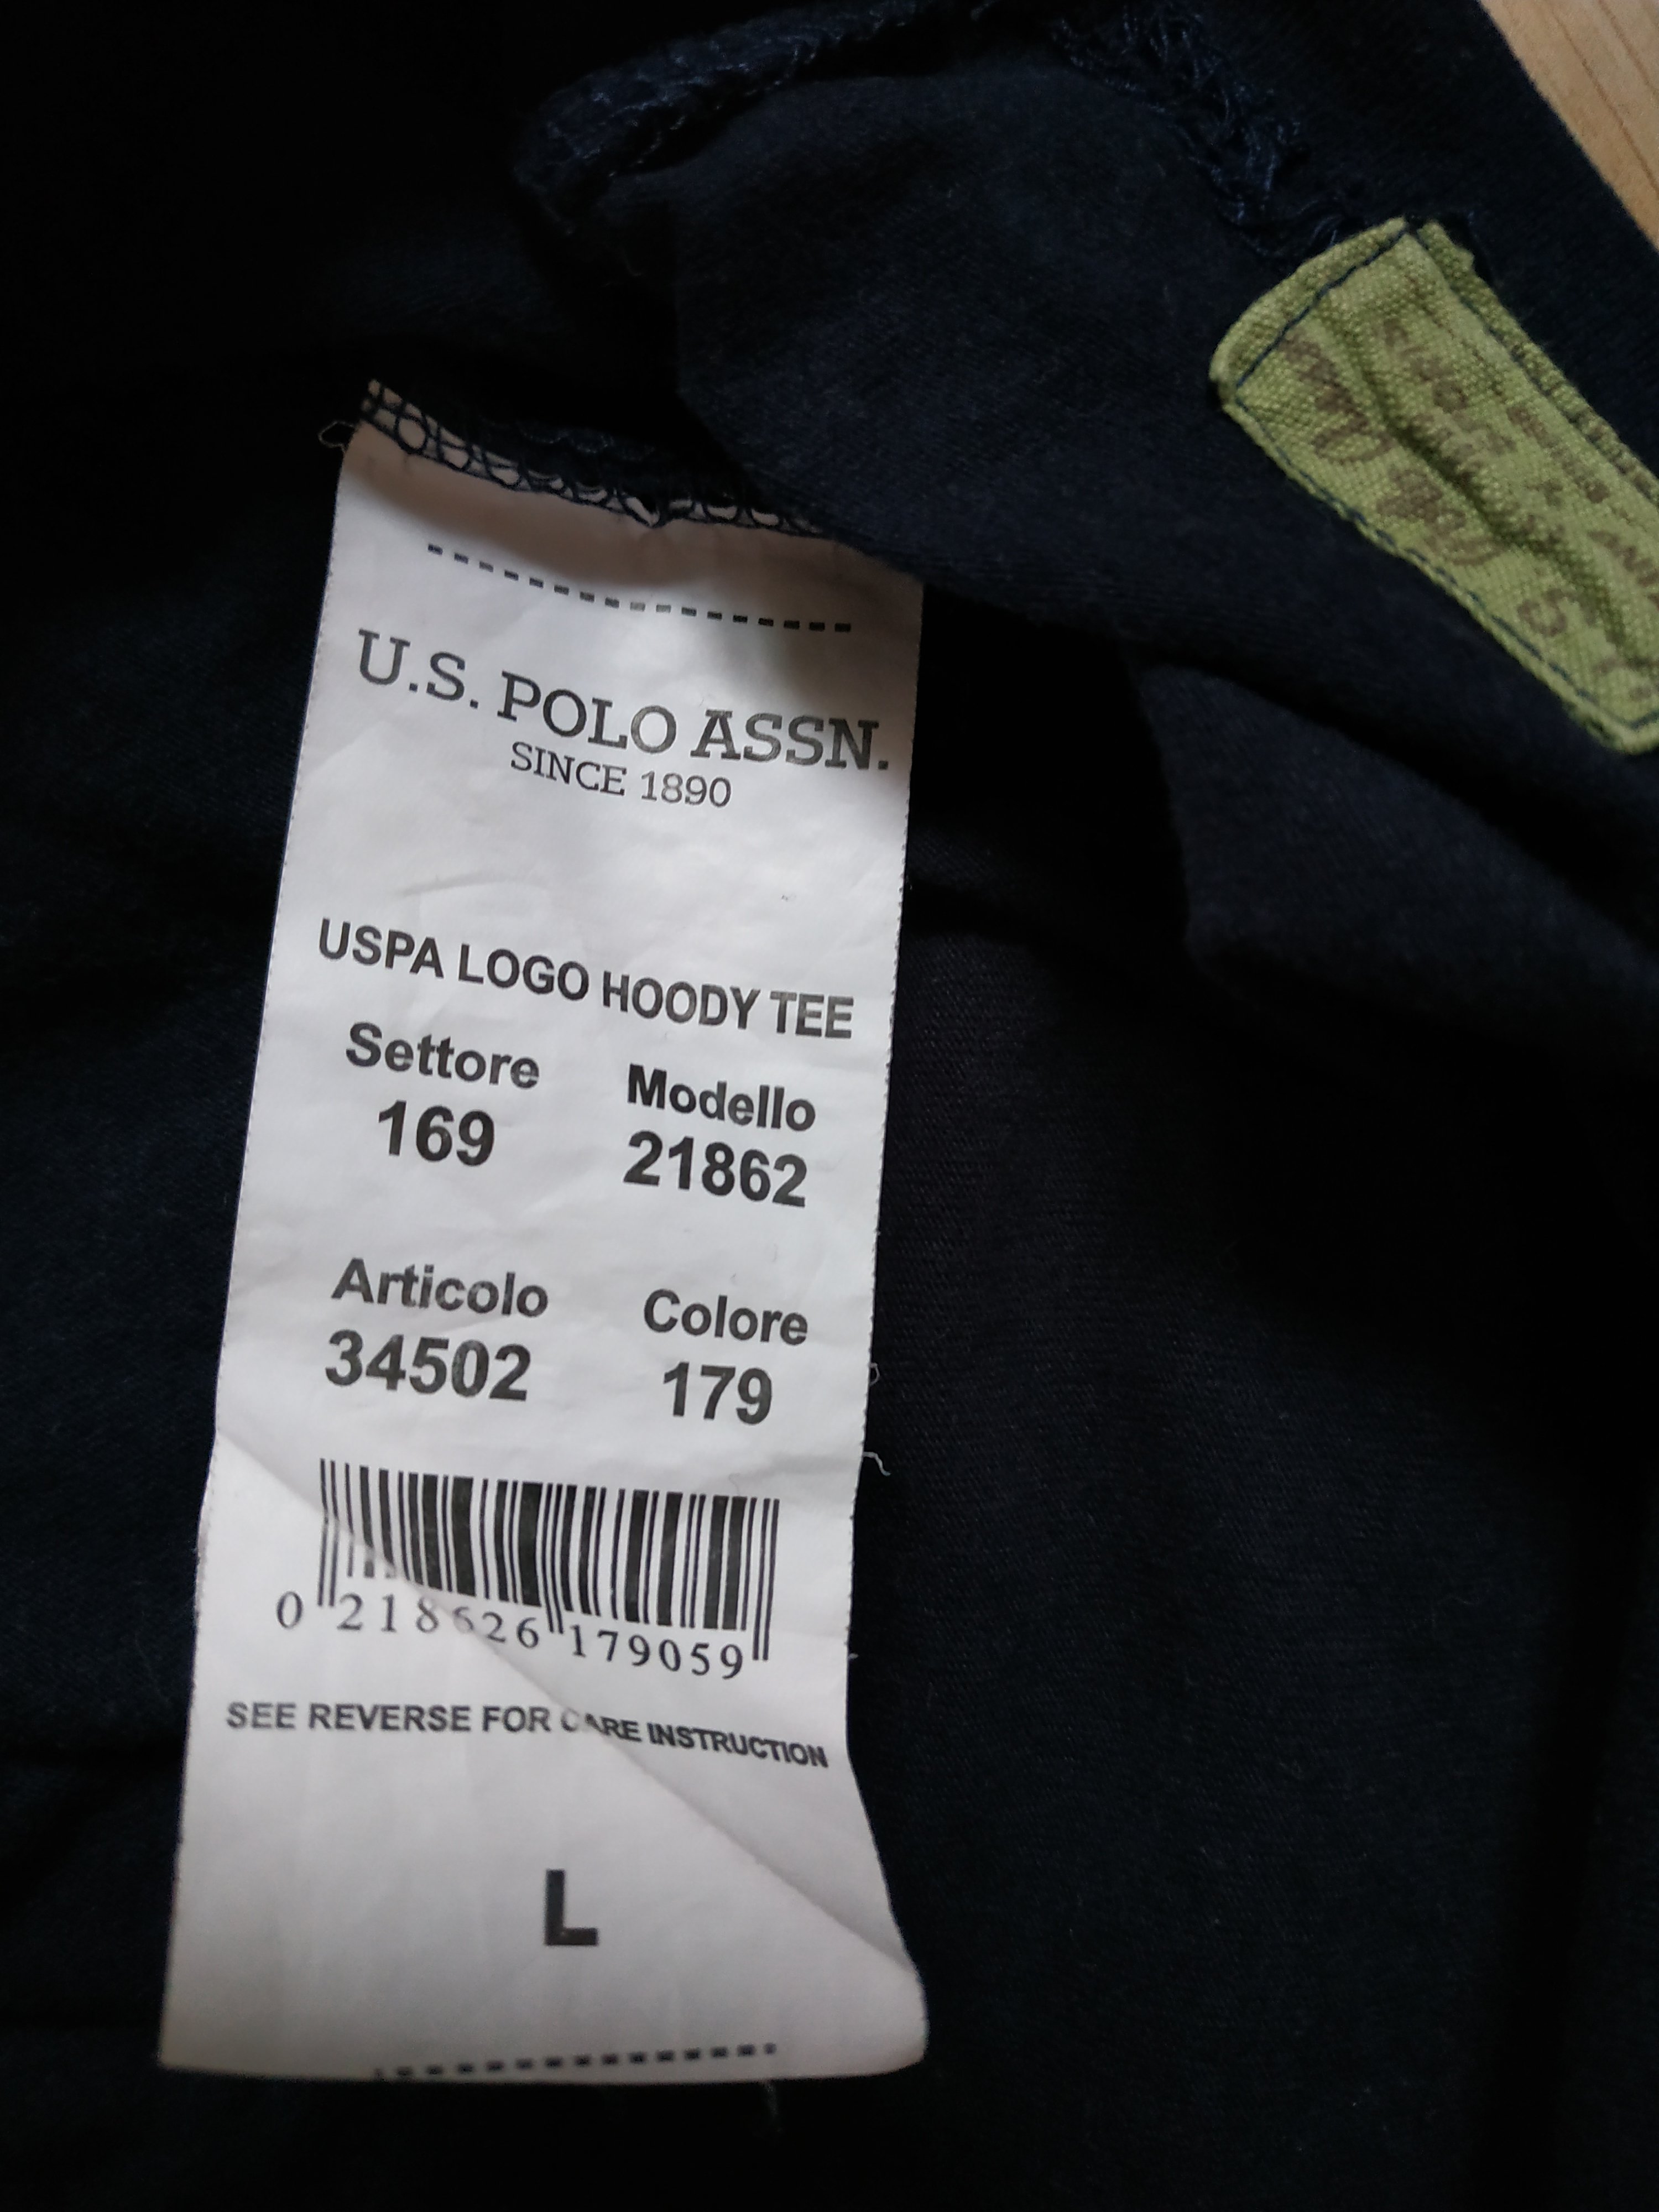 U.S. POLO ASSN.
SINCE 1890
USPA LOGO HOODY TEE
Settore Modello
169 21862
Articolo Colore
34502 179
0 218626 179059
SEE REVERSE FOR CARE INSTRUCTION
L